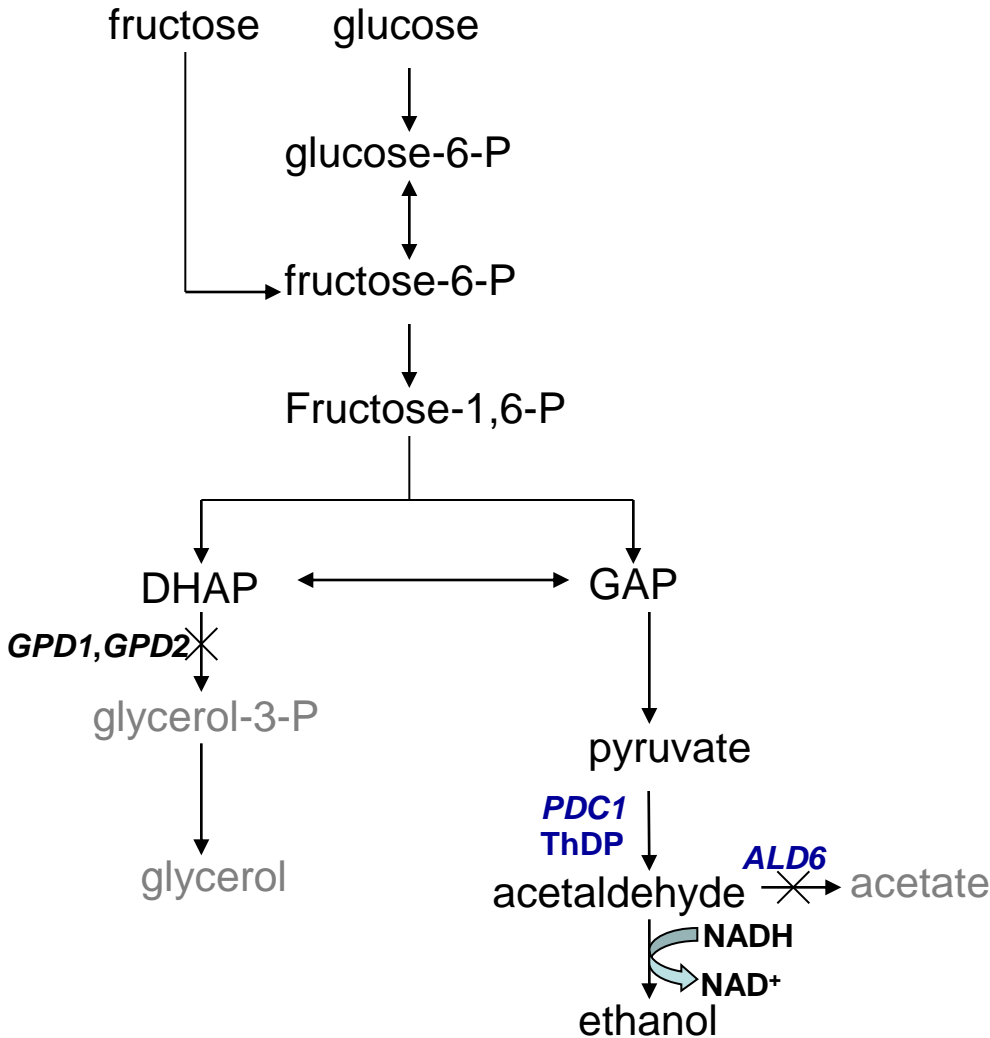 fructose glucose
glucose-6-P
fructose-6-P
Fructose-1,6-P
DHAP GAP
GPD1,GPD2
glycerol-3-P
pyruvate
PDC1
ThDP
ALD6
glycerol
acetaldehyde acetate
NADH
NAD⁺
ethanol